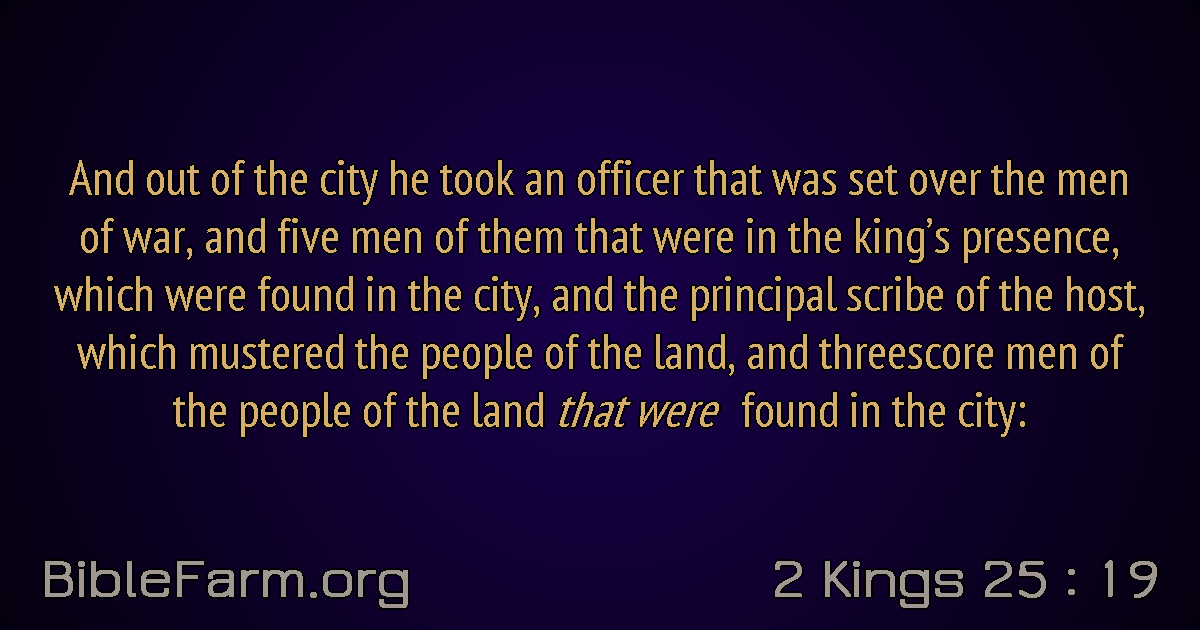 And out of the city he took an officer that was set over the men
of war, and five men of them that were in the king’s presence,
which were found in the city, and the principal scribe of the host,
which mustered the people of the land, and threescore men of
the people of the land that were found in the city:
BibleFarm.org
2 Kings 25 : 19